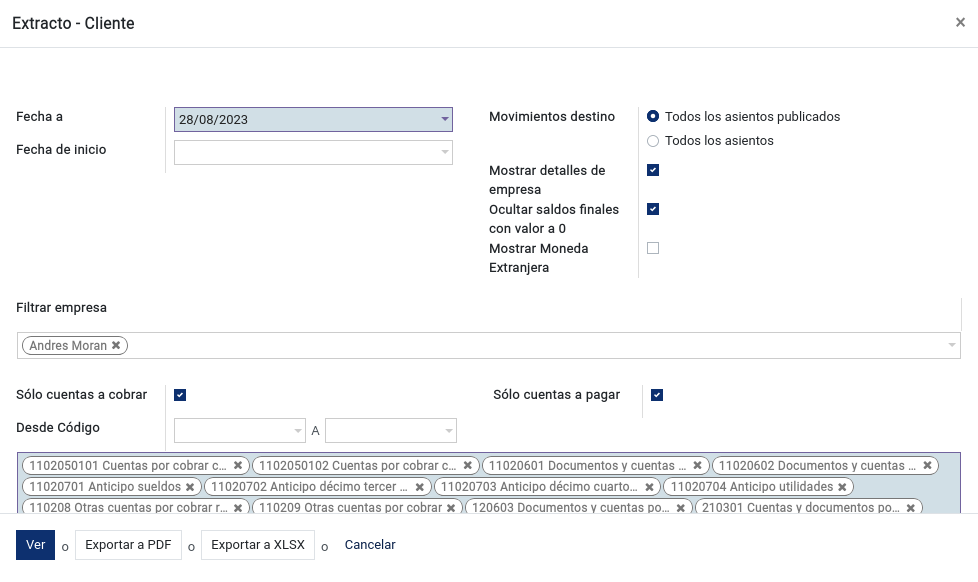 Extracto - Cliente ×
Fecha a
28/08/2023
Fecha de inicio
Movimientos destino
Todos los asientos publicados
Todos los asientos
Mostrar detalles de
empresa
Ocultar saldos finales
con valor a 0
Mostrar Moneda
Extranjera
Filtrar empresa
Andres Moran ✖
Sólo cuentas a cobrar
Sólo cuentas a pagar
Desde Código
A
1102050101 Cuentas por cobrar c... ✖ 1102050102 Cuentas por cobrar c... ✖ 11020601 Documentos y cuentas ... ✖ 11020602 Documentos y cuentas ... ✖
11020701 Anticipo sueldos ✖ 11020702 Anticipo décimo tercer ... ✖ 11020703 Anticipo décimo cuarto... ✖ 11020704 Anticipo utilidades ✖
110208 Otras cuentas por cobrar r... ✖ 110209 Otras cuentas por cobrar ✖ 120603 Documentos y cuentas po... ✖ 210301 Cuentas y documentos po... ✖
Ver o Exportar a PDF o Exportar a XLSX o Cancelar